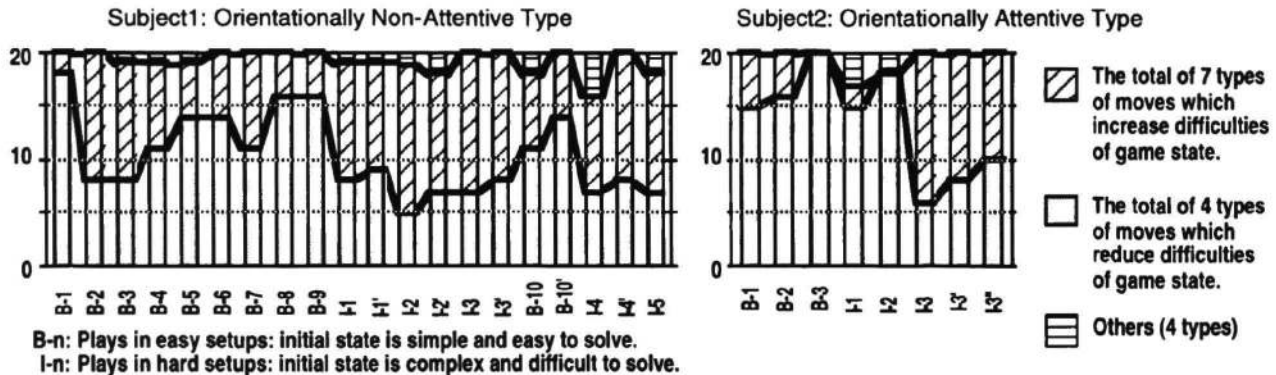 Subject1: Orientationally Non-Attentive Type
20
10
0
B-1
B-2
B-3
B-4
B-5
B-6
B-7
B-8
B-9
I-1
I-1'
I-2
I-2'
I-3
I-3'
B-10
B-10'
I-4
I-4'
I-5
B-n: Plays in easy setups: initial state is simple and easy to solve.
I-n: Plays in hard setups: initial state is complex and difficult to solve.
Subject2: Orientationally Attentive Type
20
10
0
B-1
B-2
B-3
I-1
I-2
I-3
I-3'
I-3"
The total of 7 types
of moves which
increase difficulties
of game state.
The total of 4 types
of moves which
reduce difficulties
of game state.
Others (4 types)